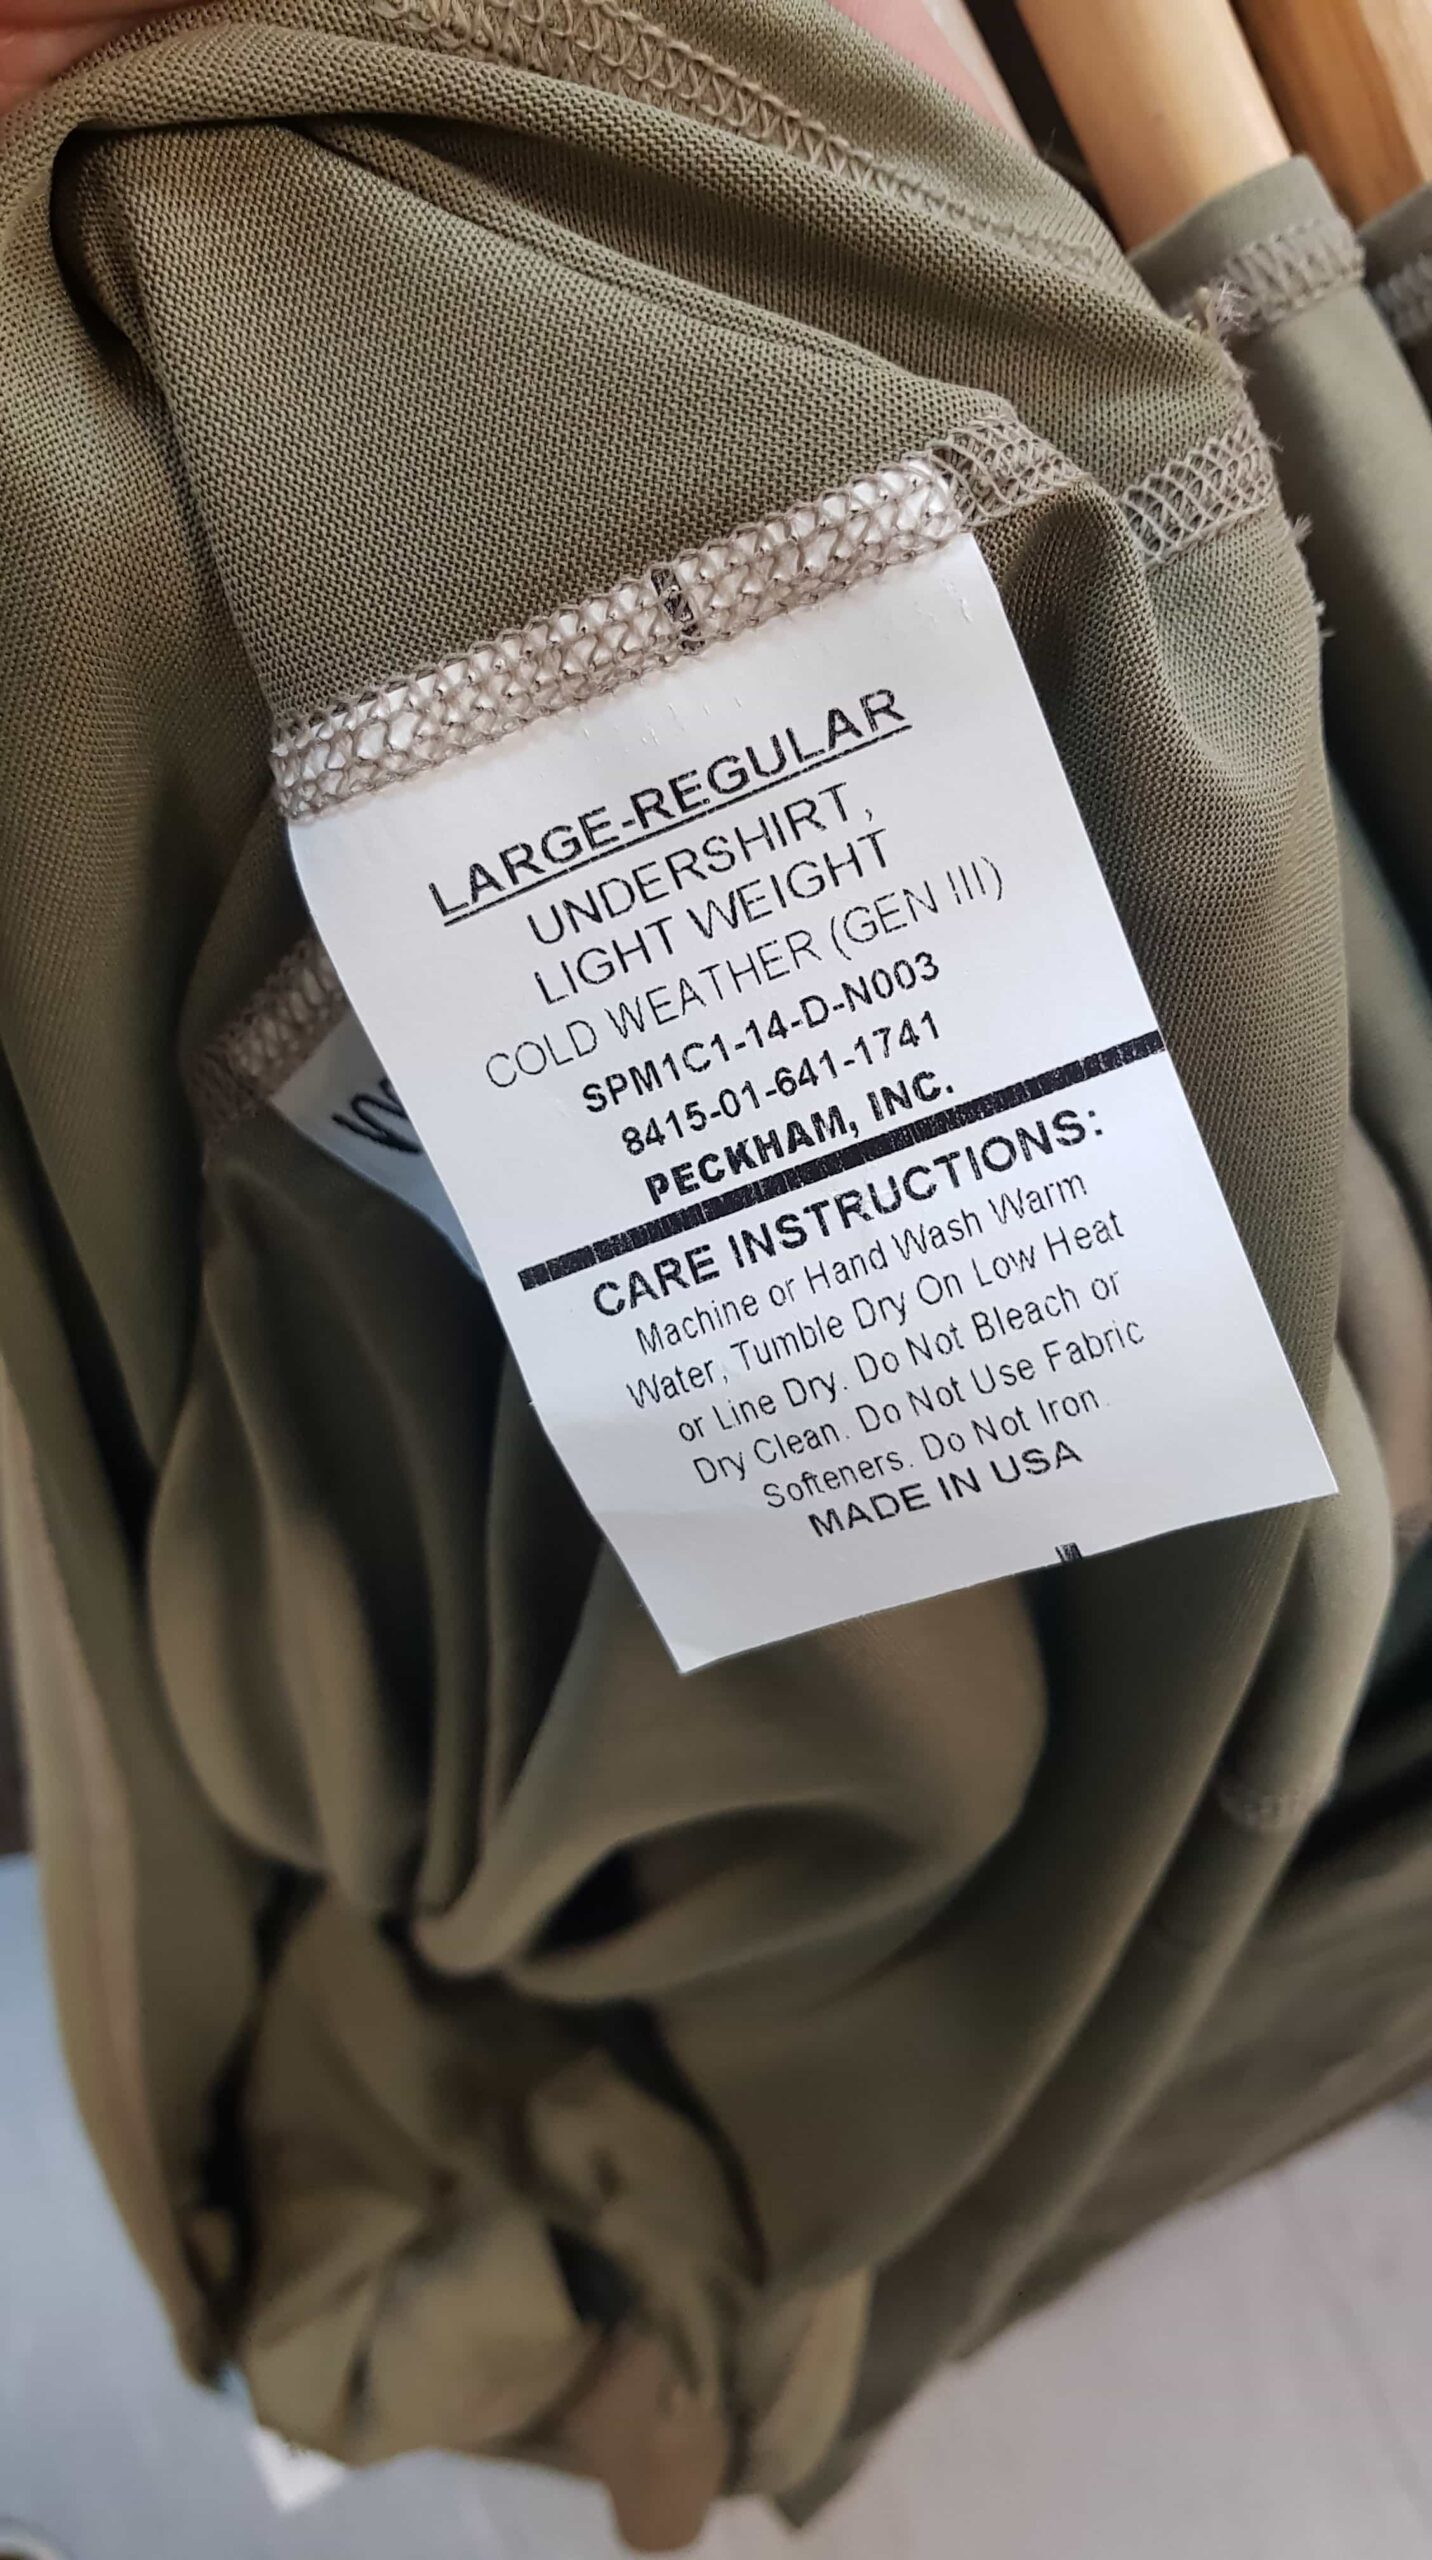 LARGE-REGULAR
UNDERSHIRT,
LIGHT WEIGHT
COLD WEATHER (GEN III)
SPM1C1-14-D-N003
8415-01-641-1741
PECKHAM, INC.
CARE INSTRUCTIONS:
Machine or Hand Wash Warm
Water, Tumble Dry On Low Heat
or Line Dry. Do Not Bleach or
Dry Clean. Do Not Use Fabric
Softeners. Do Not Iron.
MADE IN USA